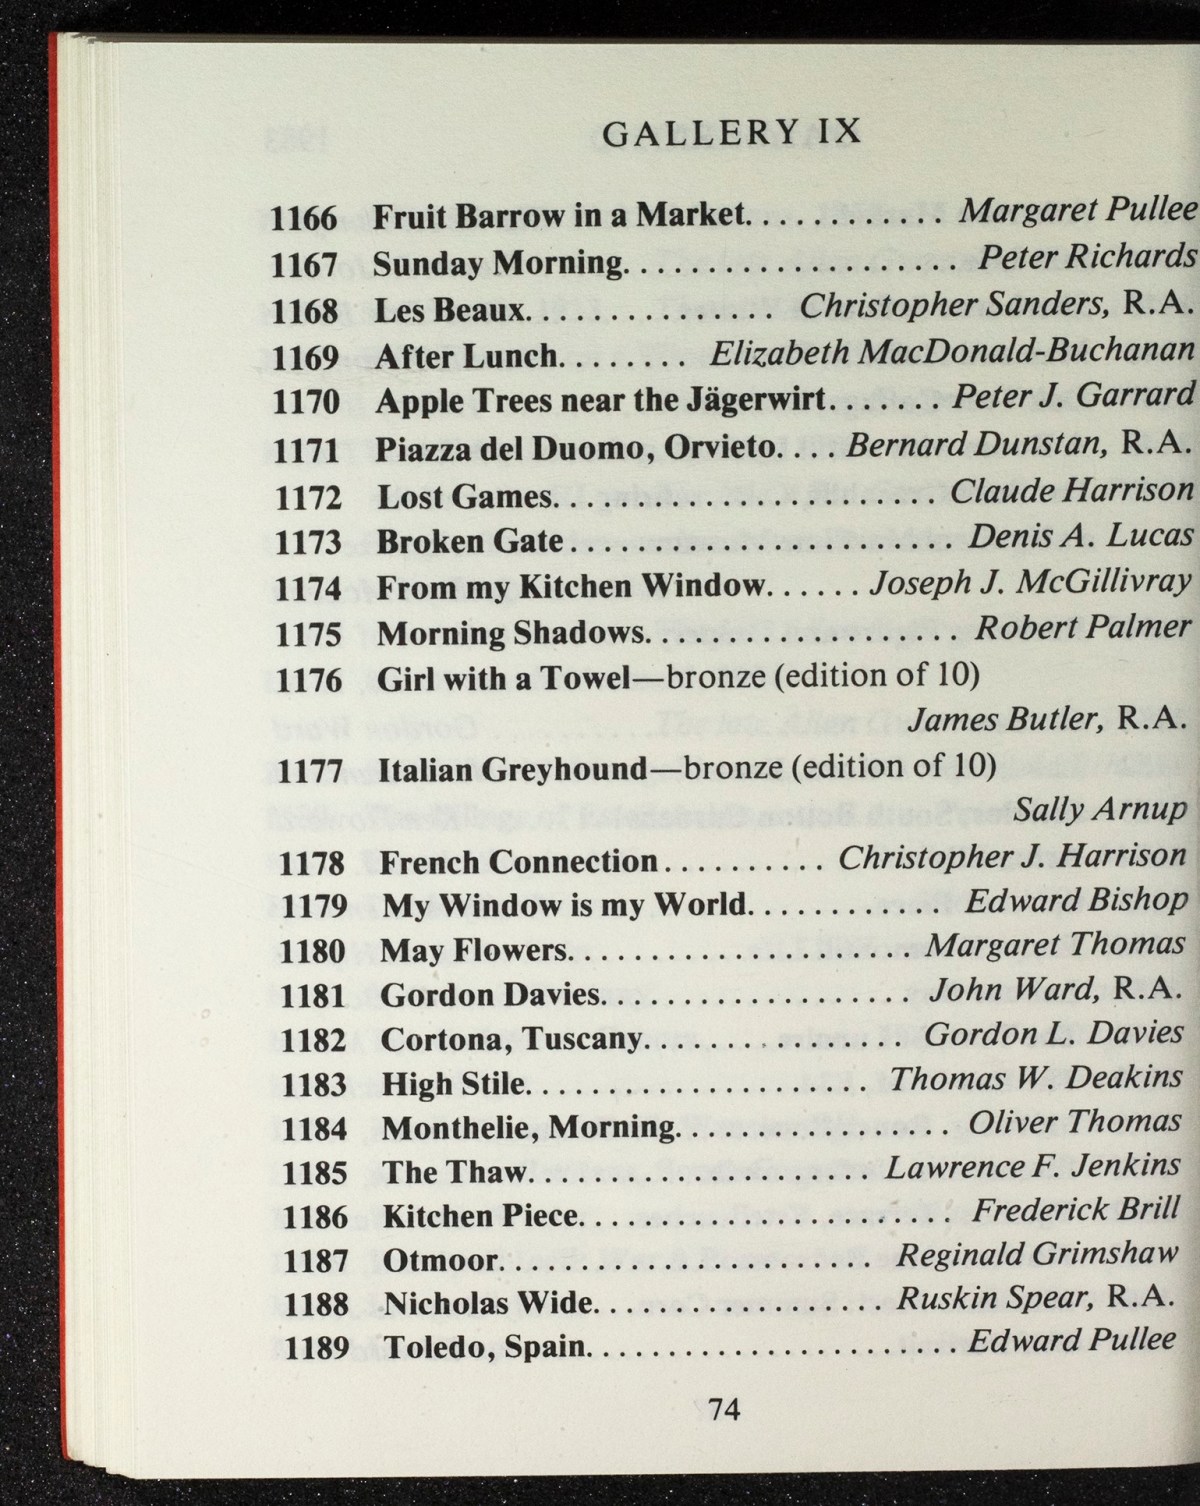 GALLERY IX
1166 Fruit Barrow in a Market. . . . . . . . . . . . Margaret Pullee
1167 Sunday Morning. . . . . . . . . . . . . . . . . . . . Peter Richards
1168 Les Beaux. . . . . . . . . . . . . . . Christopher Sanders, R.A.
1169 After Lunch. . . . . . . . Elizabeth MacDonald-Buchanan
1170 Apple Trees near the Jägerwirt. . . . . . . Peter J. Garrard
1171 Piazza del Duomo, Orvieto. . . . Bernard Dunstan, R.A.
1172 Lost Games. . . . . . . . . . . . . . . . . . . . . . . Claude Harrison
1173 Broken Gate. . . . . . . . . . . . . . . . . . . . . . . Denis A. Lucas
1174 From my Kitchen Window. . . . . . Joseph J. McGillivray
1175 Morning Shadows. . . . . . . . . . . . . . . . . . . Robert Palmer
1176 Girl with a Towel—bronze (edition of 10)
James Butler, R.A.
1177 Italian Greyhound—bronze (edition of 10)
Sally Arnup
1178 French Connection. . . . . . . . . . Christopher J. Harrison
1179 My Window is my World. . . . . . . . . . . . Edward Bishop
1180 May Flowers. . . . . . . . . . . . . . . . . . . . . Margaret Thomas
1181 Gordon Davies. . . . . . . . . . . . . . . . . . . John Ward, R.A.
1182 Cortona, Tuscany. . . . . . . . . . . . . . . . Gordon L. Davies
1183 High Stile. . . . . . . . . . . . . . . . . . . . . Thomas W. Deakins
1184 Monthelie, Morning. . . . . . . . . . . . . . . . . Oliver Thomas
1185 The Thaw. . . . . . . . . . . . . . . . . . . . . Lawrence F. Jenkins
1186 Kitchen Piece. . . . . . . . . . . . . . . . . . . . . . . Frederick Brill
1187 Otmoor. . . . . . . . . . . . . . . . . . . . . . . Reginald Grimshaw
1188 Nicholas Wide. . . . . . . . . . . . . . . . . . Ruskin Spear, R.A.
1189 Toledo, Spain. . . . . . . . . . . . . . . . . . . . . . . Edward Pullee
74